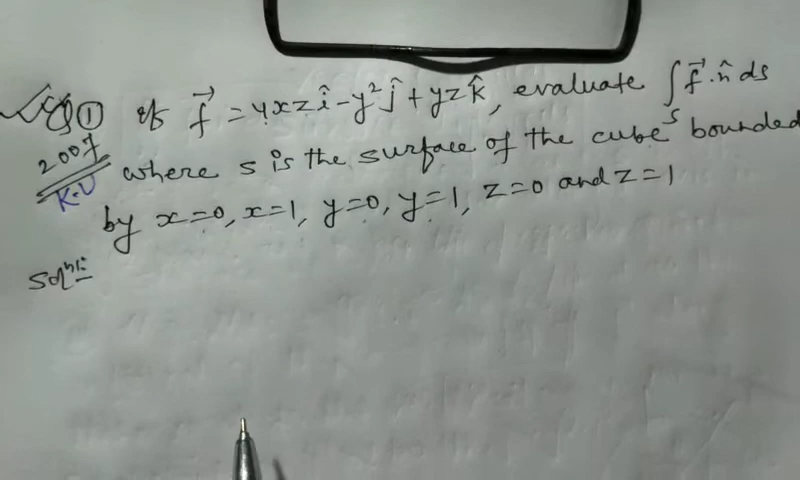 ① If f⃗ = 4xz î - y² ĵ + yz k̂, evaluate ∫ f⃗ . n̂ ds
s
2007 where s is the surface of the cube bounded
K.U
by x=0, x=1, y=0, y=1, z=0 and z=1
Solⁿ: